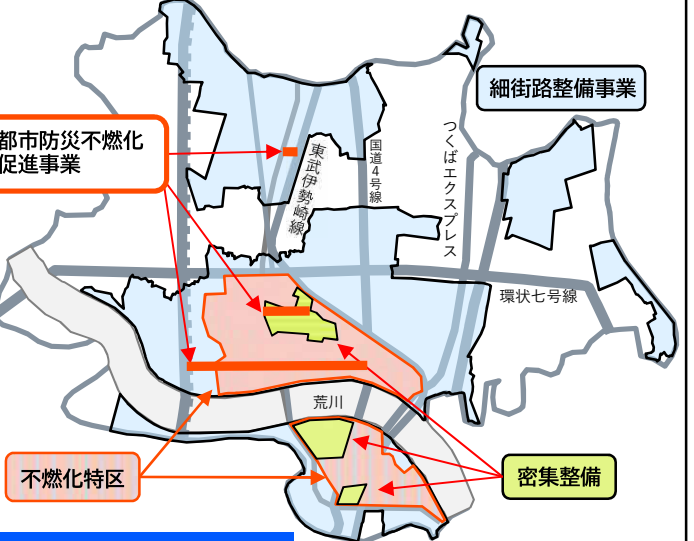 細街路整備事業
都市防災不燃化
促進事業
東武伊勢崎線
国道4号線
つくばエクスプレス
環状七号線
荒川
不燃化特区
密集整備